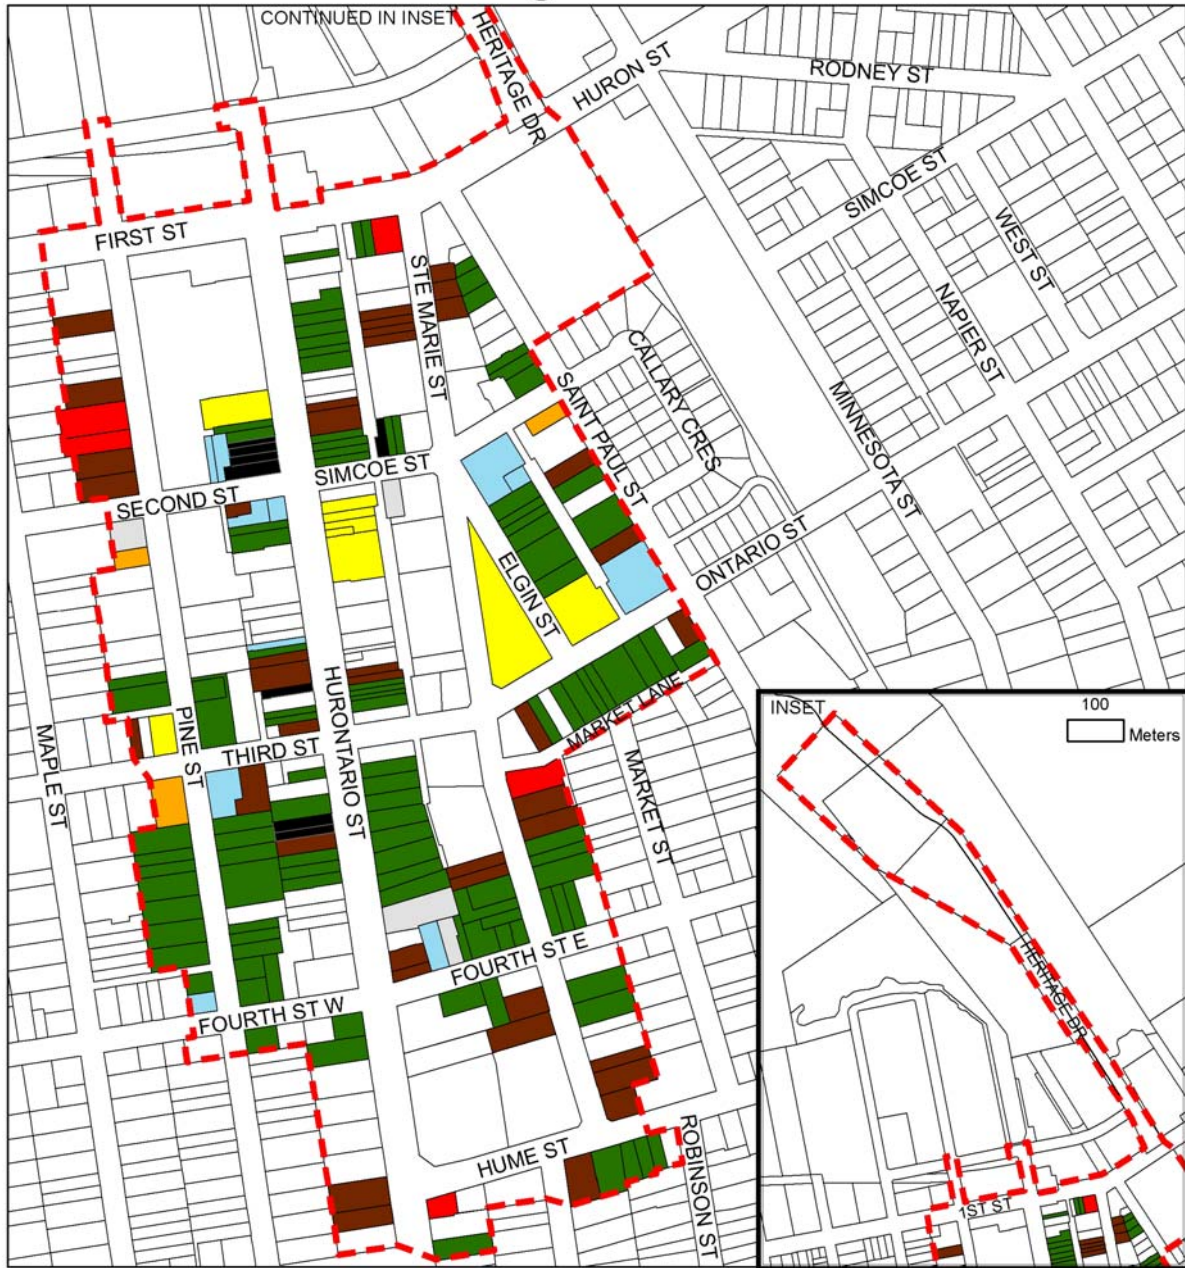 CONTINUED IN INSET
HERITAGE DR
HURON ST
RODNEY ST
SIMCOE ST
WEST ST
NAPIER ST
FIRST ST
STE MARIE ST
CALLARY CRES
SAINT PAUL ST
MINNESOTA ST
SIMCOE ST
SECOND ST
ELGIN ST
ONTARIO ST
HURONTARIO ST
MARKET LANE
MAPLE ST
PINE ST
THIRD ST
MARKET ST
FOURTH ST E
FOURTH ST W
HUME ST
ROBINSON ST
INSET
100
Meters
HERITAGE DR
1ST ST